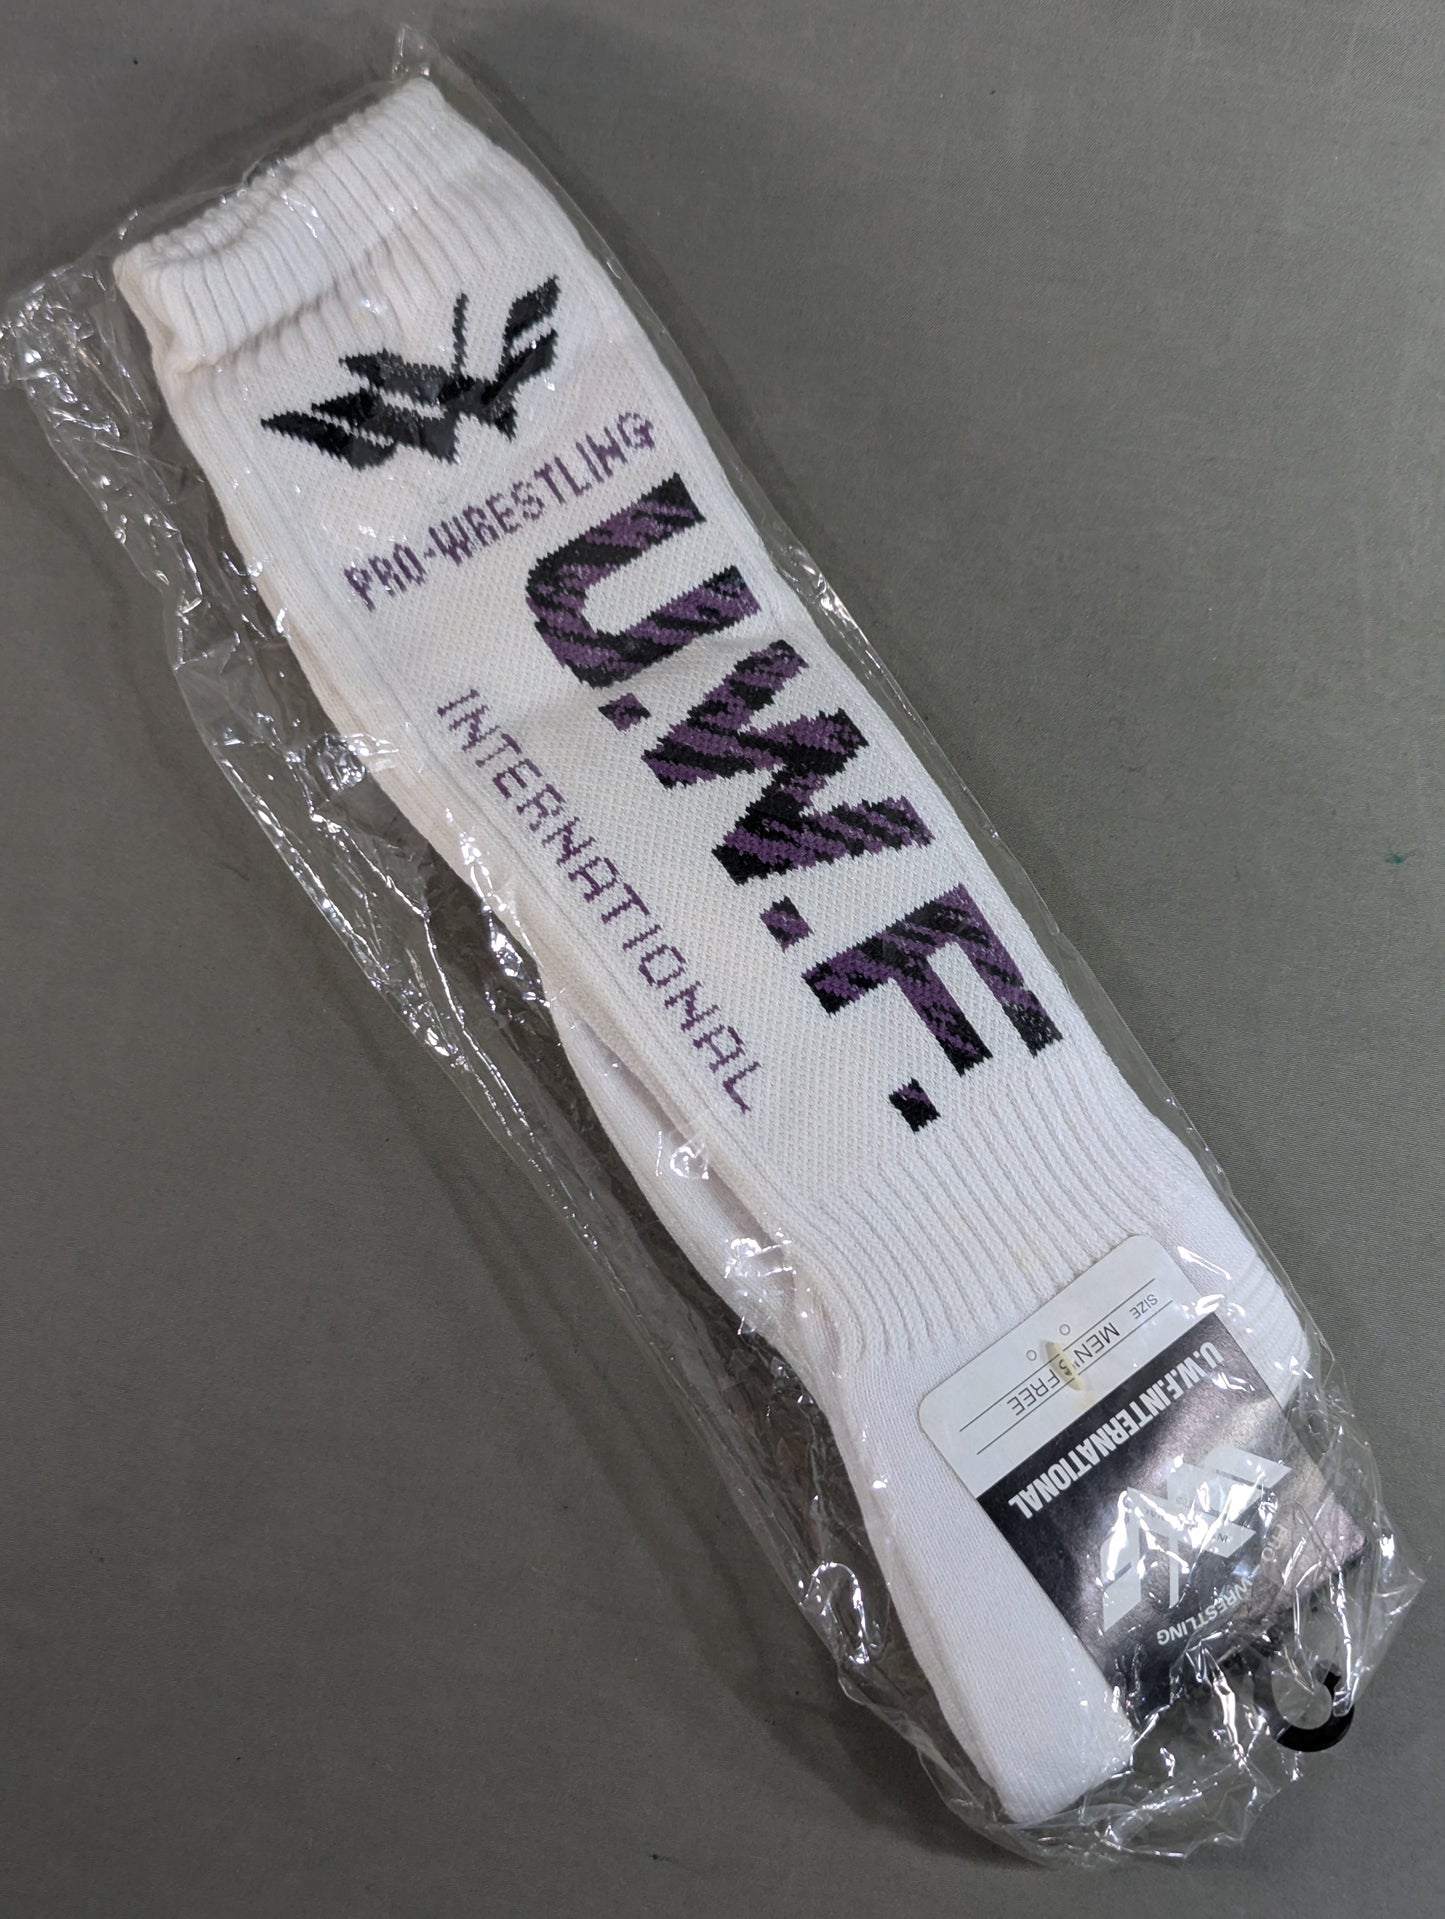 PRO-WRESTLING
U.W.F.
INTERNATIONAL
SIZE
MEN'S FREE
U.W.F.INTERNATIONAL
PRO WRESTLING